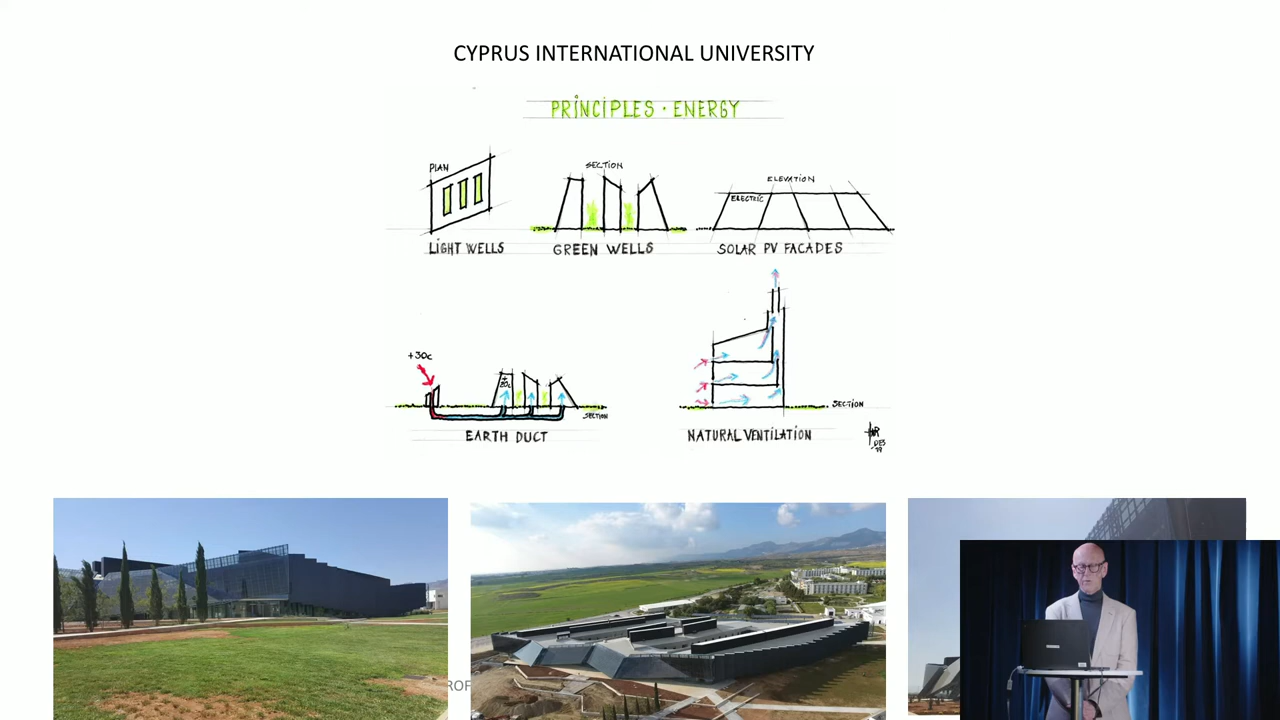 CYPRUS INTERNATIONAL UNIVERSITY
PRINCIPLES · ENERGY
PLAN
SECTION
ELEVATION
ELECTRIC
LIGHT WELLS
GREEN WELLS
SOLAR PV FACADES
+30c
SECTION
SECTION
EARTH DUCT
NATURAL VENTILATION
PROF